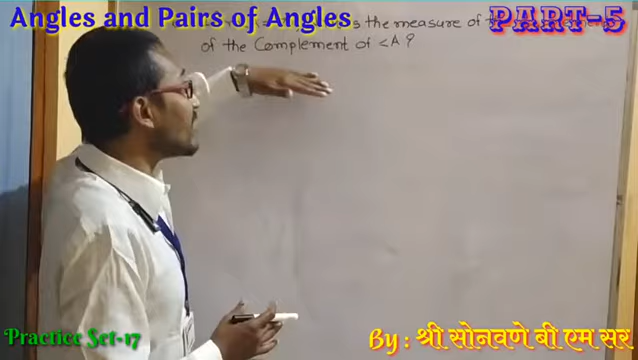 Angles and Pairs of Angles
PART-5
s the measure of
of the Complement of <A ?
Practice Set-17
By : श्री सोनवणे बी एम सर